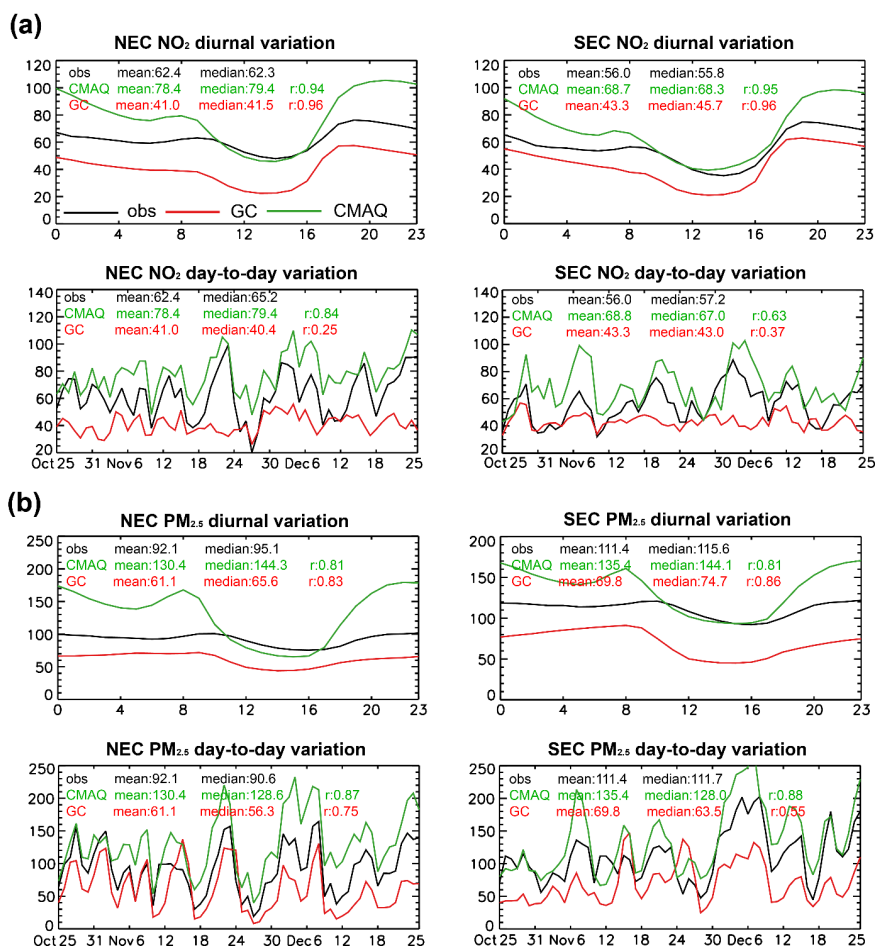 (a)
NEC NO₂ diurnal variation
120
100
80
60
40
20
0
obs mean:62.4 median:62.3
CMAQ mean:78.4 median:79.4 r:0.94
GC mean:41.0 median:41.5 r:0.96
obs GC CMAQ
0 4 8 12 16 20 23
SEC NO₂ diurnal variation
120
100
80
60
40
20
0
obs mean:56.0 median:55.8
CMAQ mean:68.7 median:68.3 r:0.95
GC mean:43.3 median:45.7 r:0.96
0 4 8 12 16 20 23
NEC NO₂ day-to-day variation
140
120
100
80
60
40
20
obs mean:62.4 median:65.2
CMAQ mean:78.4 median:79.4 r:0.84
GC mean:41.0 median:40.4 r:0.25
Oct 25 31 Nov 6 12 18 24 30 Dec 6 12 18 25
SEC NO₂ day-to-day variation
140
120
100
80
60
40
20
obs mean:56.0 median:57.2
CMAQ mean:68.8 median:67.0 r:0.63
GC mean:43.3 median:43.0 r:0.37
Oct 25 31 Nov 6 12 18 24 30 Dec 6 12 18 25
(b)
NEC PM₂.₅ diurnal variation
250
200
150
100
50
0
obs mean:92.1 median:95.1
CMAQ mean:130.4 median:144.3 r:0.81
GC mean:61.1 median:65.6 r:0.83
0 4 8 12 16 20 23
SEC PM₂.₅ diurnal variation
200
150
100
50
0
obs mean:111.4 median:115.6
CMAQ mean:135.4 median:144.1 r:0.81
GC mean:69.8 median:74.7 r:0.86
0 4 8 12 16 20 23
NEC PM₂.₅ day-to-day variation
250
200
150
100
50
0
obs mean:92.1 median:90.6
CMAQ mean:130.4 median:128.6 r:0.87
GC mean:61.1 median:56.3 r:0.75
Oct 25 31 Nov 6 12 18 24 30 Dec 6 12 18 25
SEC PM₂.₅ day-to-day variation
250
200
150
100
50
0
obs mean:111.4 median:111.7
CMAQ mean:135.4 median:128.0 r:0.88
GC mean:69.8 median:63.5 r:0.55
Oct 25 31 Nov 6 12 18 24 30 Dec 6 12 18 25